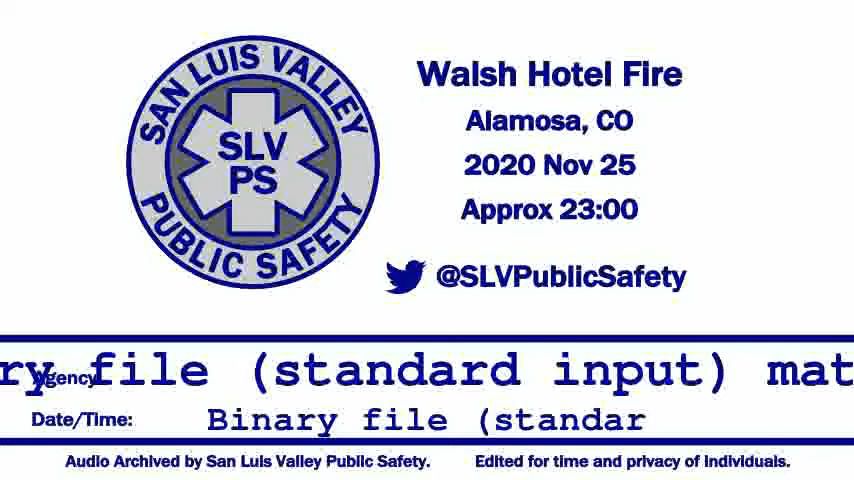 SAN LUIS VALLEY
SLV
PS
PUBLIC SAFETY
Walsh Hotel Fire
Alamosa, CO
2020 Nov 25
Approx 23:00
@SLVPublicSafety
ry file (standard input) mat
Agency
Date/Time: Binary file (standar
Audio Archived by San Luis Valley Public Safety. Edited for time and privacy of individuals.